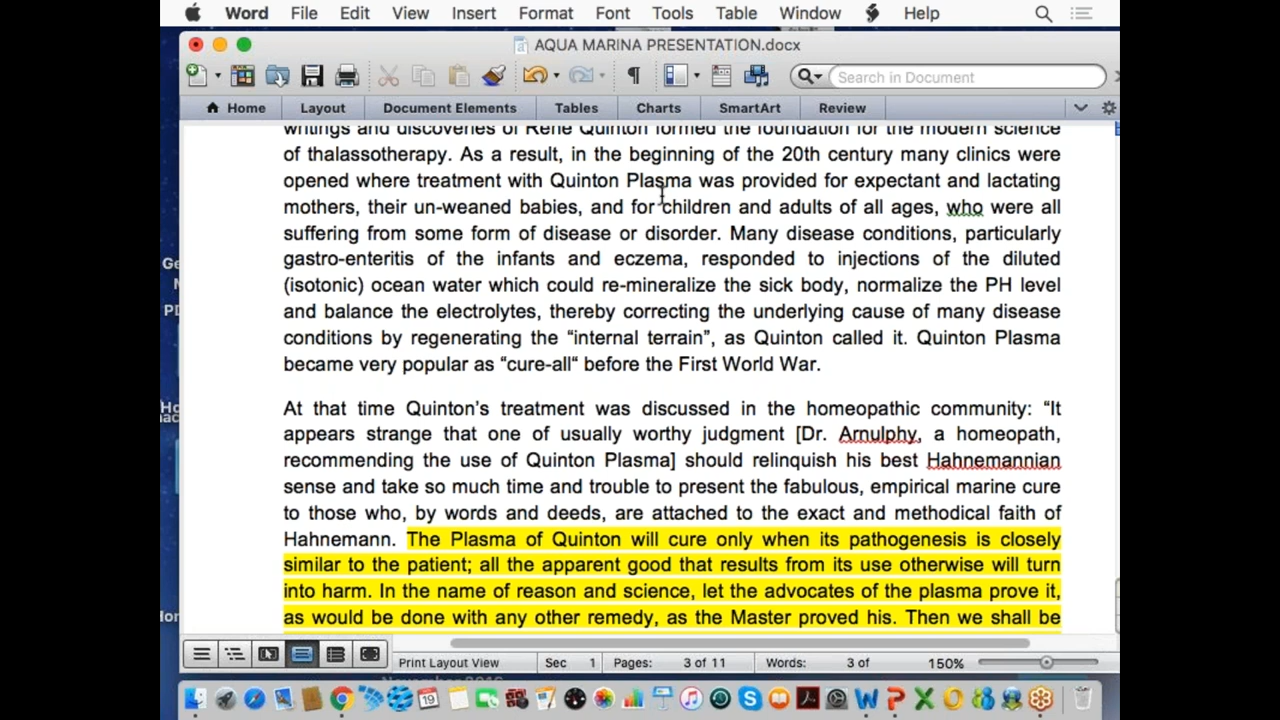 Word File Edit View Insert Format Font Tools Table Window Help
AQUA MARINA PRESENTATION.docx
Search in Document
Home Layout Document Elements Tables Charts SmartArt Review
writings and discoveries of René Quinton formed the foundation for the modern science
of thalassotherapy. As a result, in the beginning of the 20th century many clinics were
opened where treatment with Quinton Plasma was provided for expectant and lactating
mothers, their un-weaned babies, and for children and adults of all ages, who were all
suffering from some form of disease or disorder. Many disease conditions, particularly
gastro-enteritis of the infants and eczema, responded to injections of the diluted
(isotonic) ocean water which could re-mineralize the sick body, normalize the PH level
and balance the electrolytes, thereby correcting the underlying cause of many disease
conditions by regenerating the “internal terrain”, as Quinton called it. Quinton Plasma
became very popular as “cure-all“ before the First World War.
At that time Quinton’s treatment was discussed in the homeopathic community: “It
appears strange that one of usually worthy judgment [Dr. Arnulphy, a homeopath,
recommending the use of Quinton Plasma] should relinquish his best Hahnemannian
sense and take so much time and trouble to present the fabulous, empirical marine cure
to those who, by words and deeds, are attached to the exact and methodical faith of
Hahnemann. The Plasma of Quinton will cure only when its pathogenesis is closely
similar to the patient; all the apparent good that results from its use otherwise will turn
into harm. In the name of reason and science, let the advocates of the plasma prove it,
as would be done with any other remedy, as the Master proved his. Then we shall be
Print Layout View Sec 1 Pages: 3 of 11 Words: 3 of 150%
19